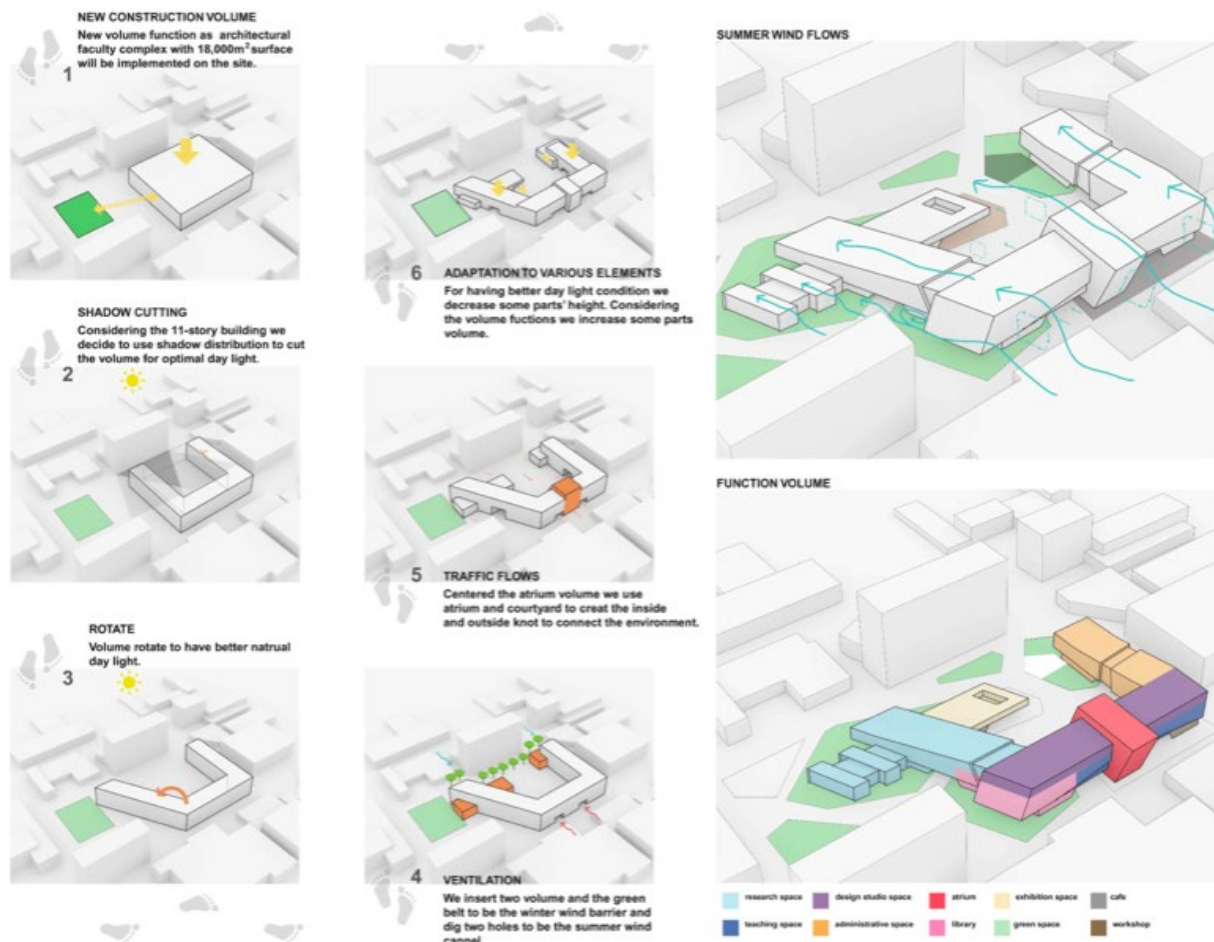 NEW CONSTRUCTION VOLUME
New volume function as architectural
faculty complex with 18,000m² surface
will be implemented on the site.
1
SHADOW CUTTING
Considering the 11-story building we
decide to use shadow distribution to cut
the volume for optimal day light.
2
ROTATE
Volume rotate to have better natrual
day light.
3
4
VENTILATION
We insert two volume and the green
belt to be the winter wind barrier and
dig two holes to be the summer wind
cannel
5
TRAFFIC FLOWS
Centered the atrium volume we use
atrium and courtyard to creat the inside
and outside knot to connect the environment.
6
ADAPTATION TO VARIOUS ELEMENTS
For having better day light condition we
decrease some parts' height. Considering
the volume fuctions we increase some parts
volume.
SUMMER WIND FLOWS
FUNCTION VOLUME
research space
design studio space
atrium
exhibition space
cafe
teaching space
administrative space
library
green space
workshop